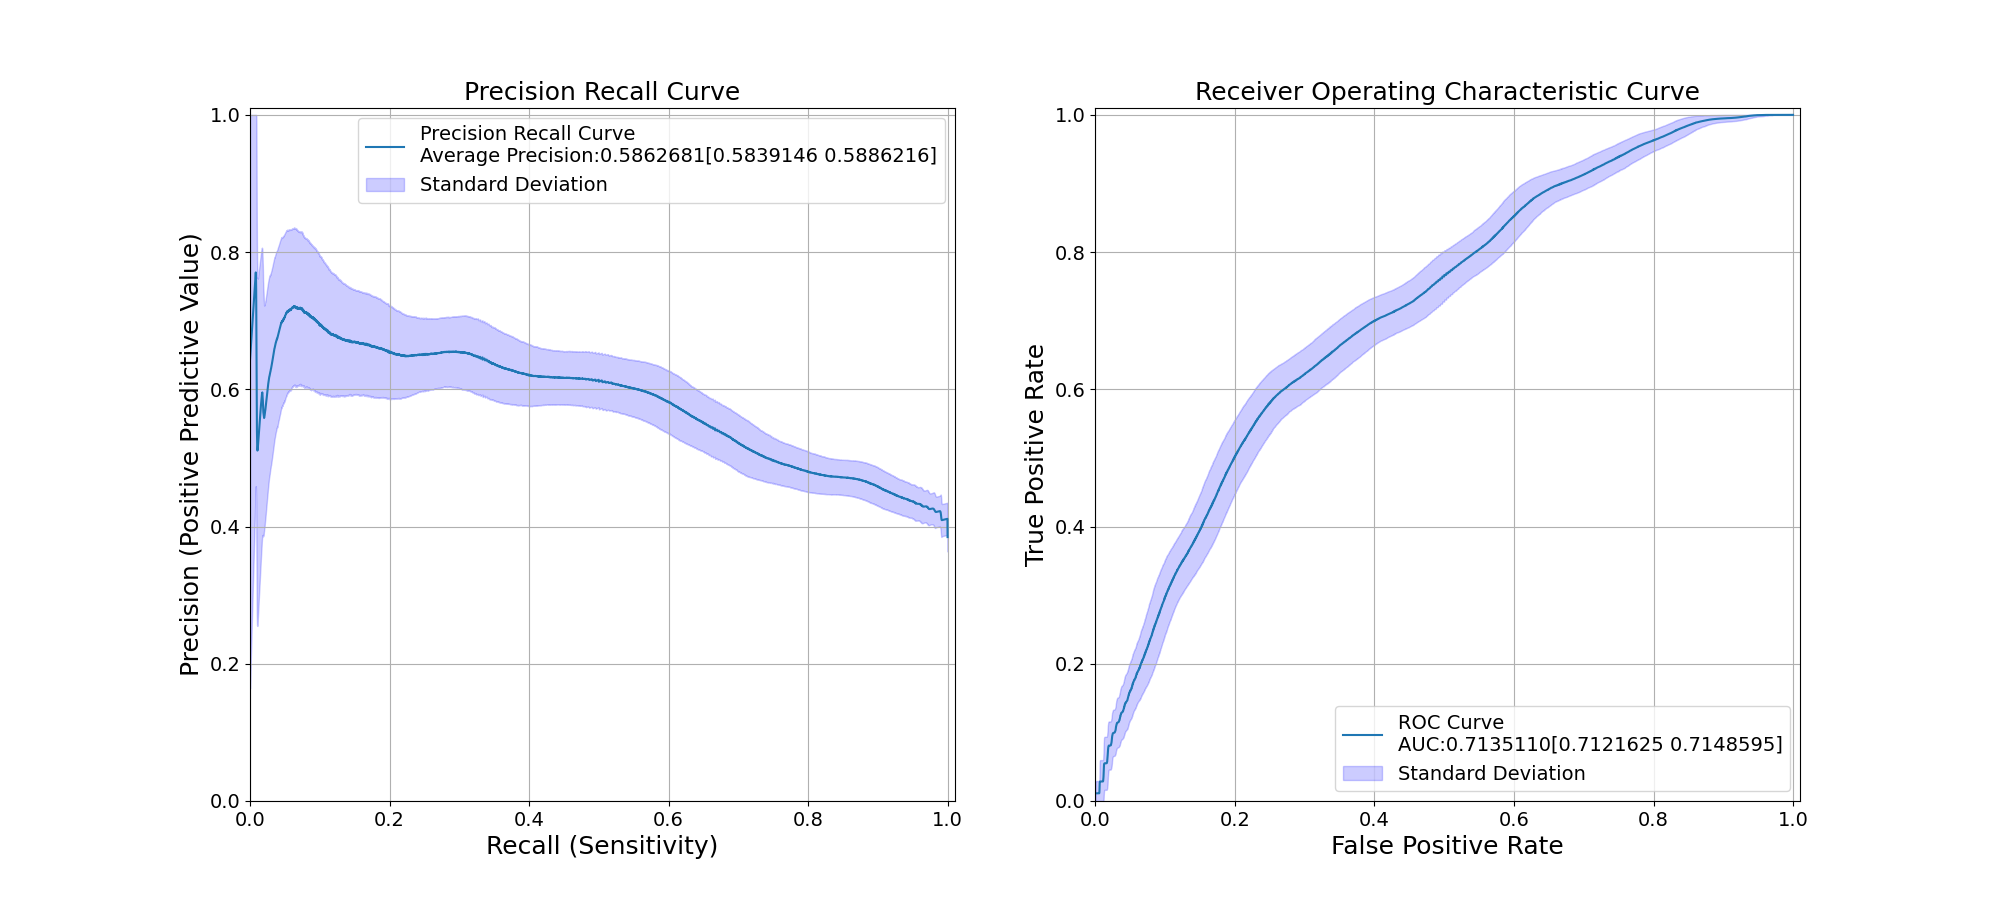 Precision Recall Curve
Precision Recall Curve
Average Precision:0.5862681[0.5839146 0.5886216]
Standard Deviation
Precision (Positive Predictive Value)
1.0
0.8
0.6
0.4
0.2
0.0
0.0 0.2 0.4 0.6 0.8 1.0
Recall (Sensitivity)
Receiver Operating Characteristic Curve
True Positive Rate
1.0
0.8
0.6
0.4
0.2
0.0
ROC Curve
AUC:0.7135110[0.7121625 0.7148595]
Standard Deviation
0.0 0.2 0.4 0.6 0.8 1.0
False Positive Rate